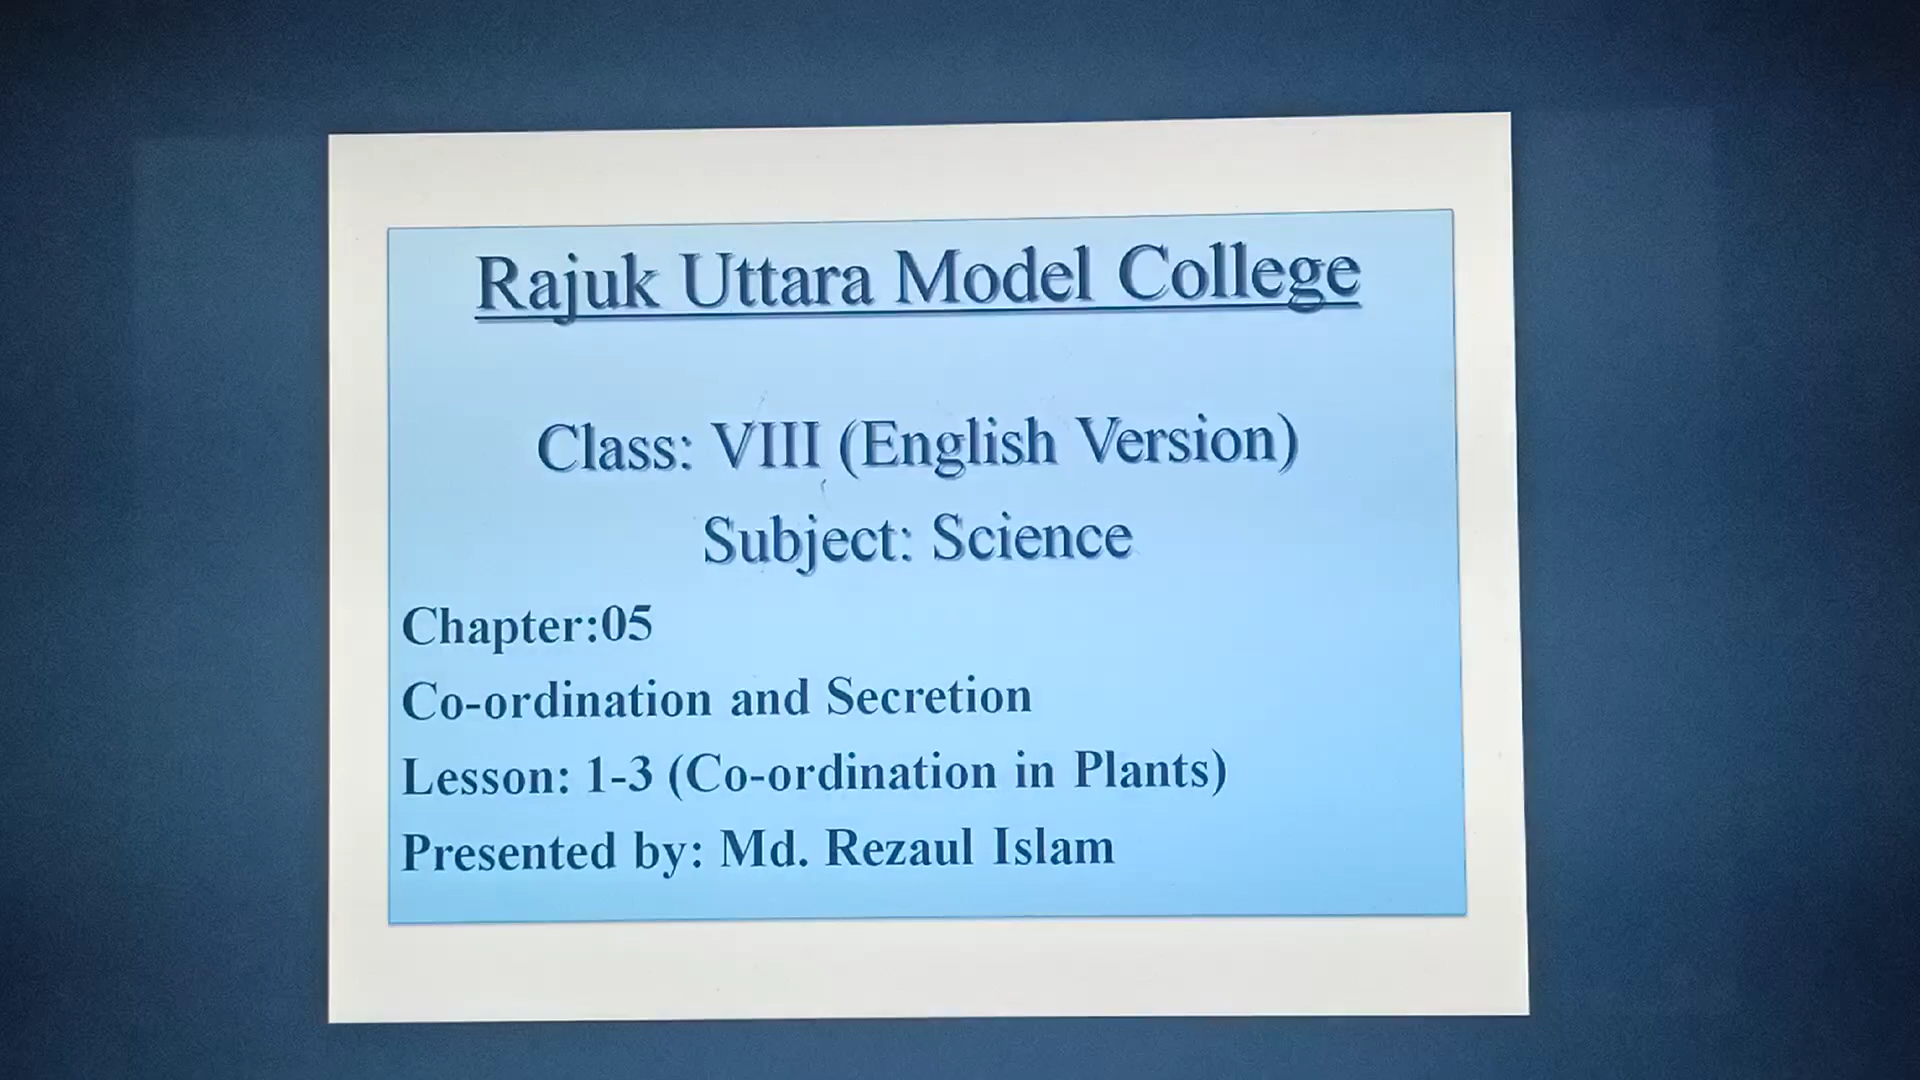 Rajuk Uttara Model College
Class: VIII (English Version)
Subject: Science
Chapter:05
Co-ordination and Secretion
Lesson: 1-3 (Co-ordination in Plants)
Presented by: Md. Rezaul Islam